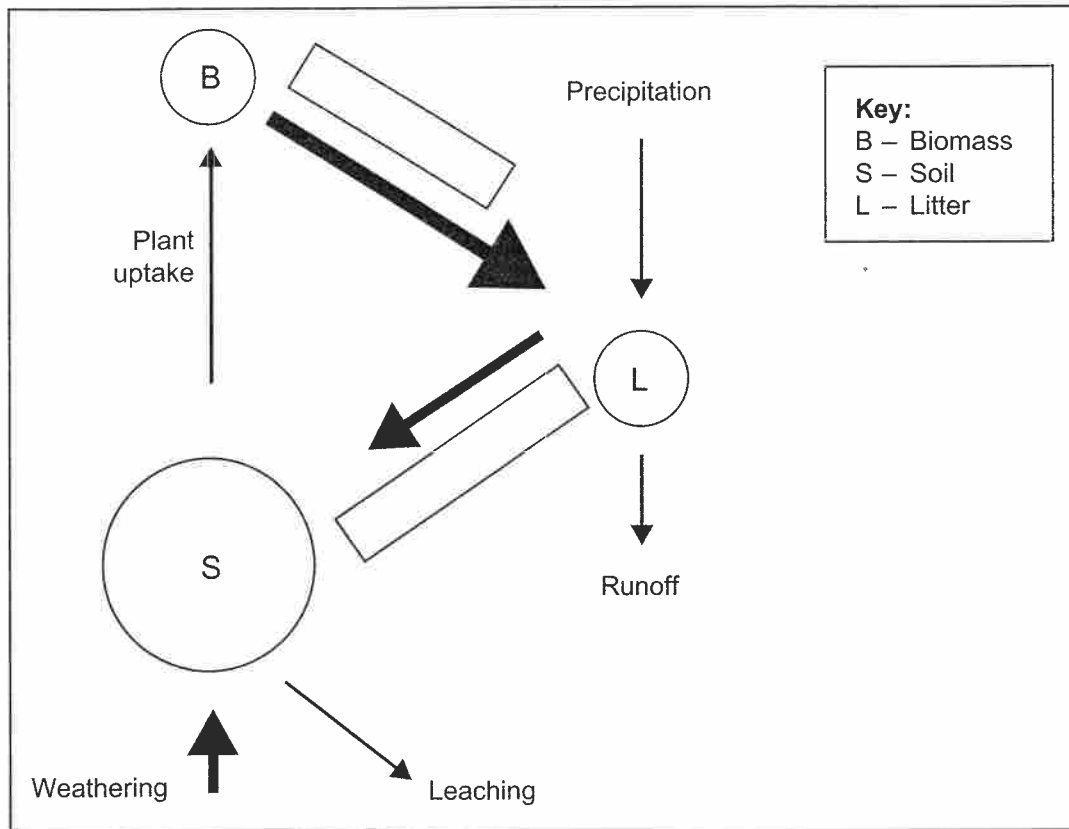 B
Precipitation
Key:
B – Biomass
S – Soil
L – Litter
Plant
uptake
L
S
Runoff
Weathering
Leaching